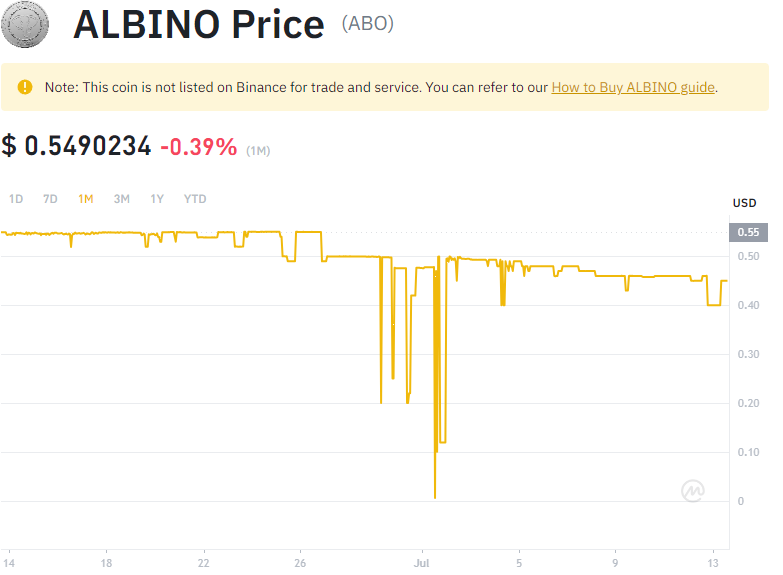 ALBINO Price (ABO)
Note: This coin is not listed on Binance for trade and service. You can refer to our How to Buy ALBINO guide.
$ 0.5490234 -0.39% (1M)
1D 7D 1M 3M 1Y YTD
USD
0.55
0.50
0.40
0.30
0.20
0.10
0
14 18 22 26 Jul 5 9 13